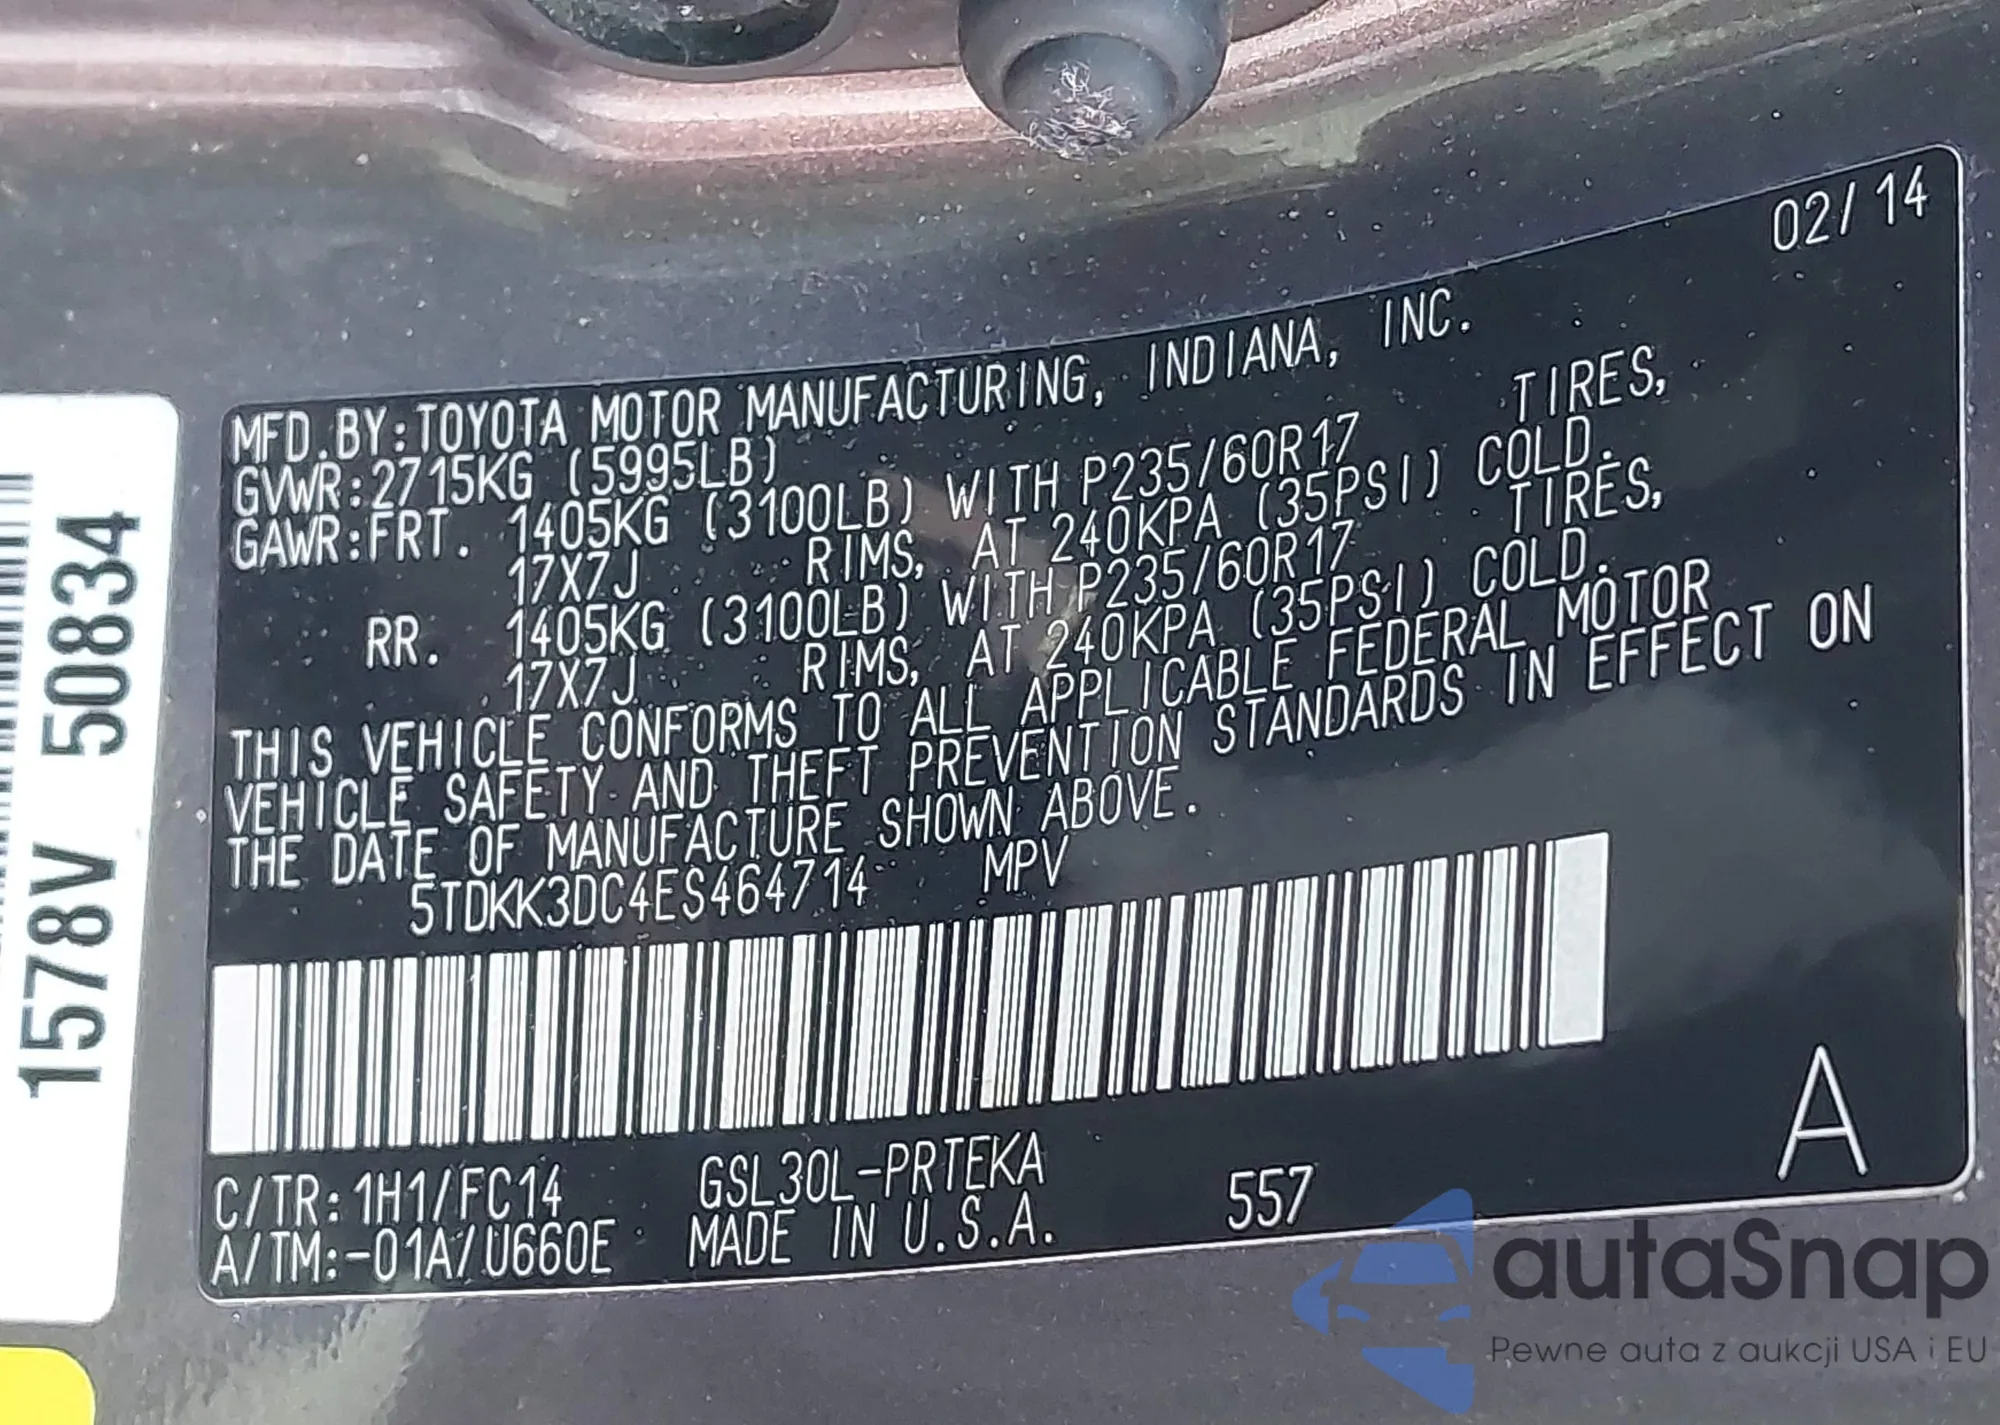 02/14
MFD.BY:TOYOTA MOTOR MANUFACTURING, INDIANA, INC.
GVWR:2715KG (5995LB)
GAWR:FRT. 1405KG (3100LB) WITH P235/60R17 TIRES,
17X7J RIMS, AT 240KPA (35PSI) COLD.
RR. 1405KG (3100LB) WITH P235/60R17 TIRES,
17X7J RIMS, AT 240KPA (35PSI) COLD.
THIS VEHICLE CONFORMS TO ALL APPLICABLE FEDERAL MOTOR
VEHICLE SAFETY AND THEFT PREVENTION STANDARDS IN EFFECT ON
THE DATE OF MANUFACTURE SHOWN ABOVE.
5TDKK3DC4ES464714 MPV
C/TR:1H1/FC14 GSL30L-PRTEKA
A/TM:-01A/U660E MADE IN U.S.A. 557
A
1578V 50834
autoSnap
Pewne auta z aukcji USA i EU